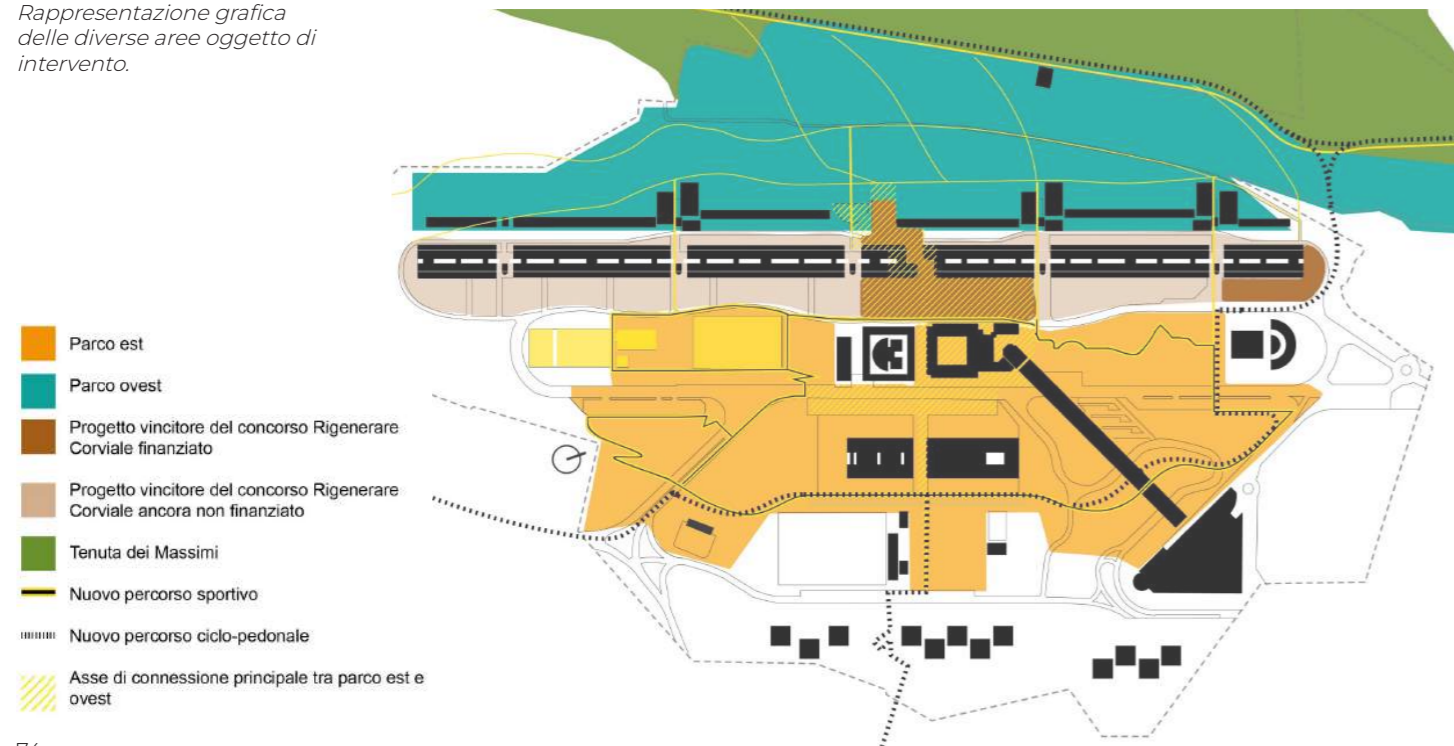 Rappresentazione grafica
delle diverse aree oggetto di
intervento.
Parco est
Parco ovest
Progetto vincitore del concorso Rigenerare
Corviale finanziato
Progetto vincitore del concorso Rigenerare
Corviale ancora non finanziato
Tenuta dei Massimi
Nuovo percorso sportivo
Nuovo percorso ciclo-pedonale
Asse di connessione principale tra parco est e
ovest